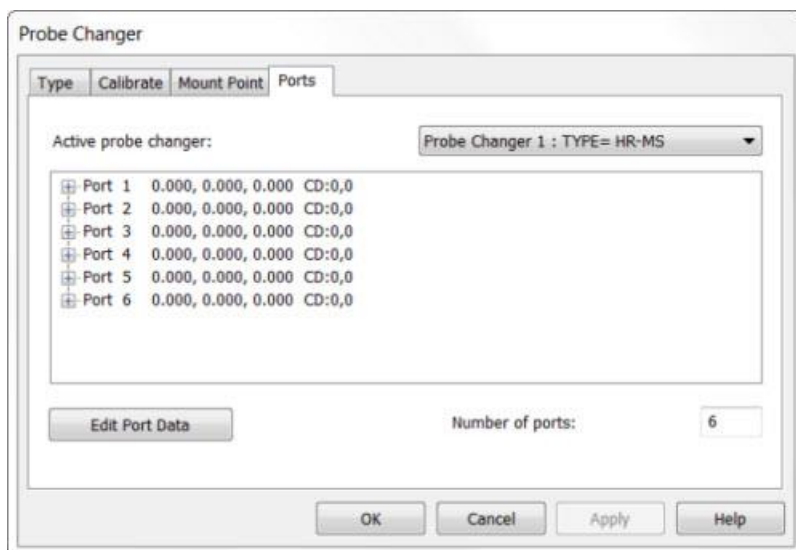 Probe Changer
Type Calibrate Mount Point Ports
Active probe changer: Probe Changer 1 : TYPE= HR-MS
Port 1 0.000, 0.000, 0.000 CD:0,0
Port 2 0.000, 0.000, 0.000 CD:0,0
Port 3 0.000, 0.000, 0.000 CD:0,0
Port 4 0.000, 0.000, 0.000 CD:0,0
Port 5 0.000, 0.000, 0.000 CD:0,0
Port 6 0.000, 0.000, 0.000 CD:0,0
Edit Port Data Number of ports: 6
OK Cancel Apply Help